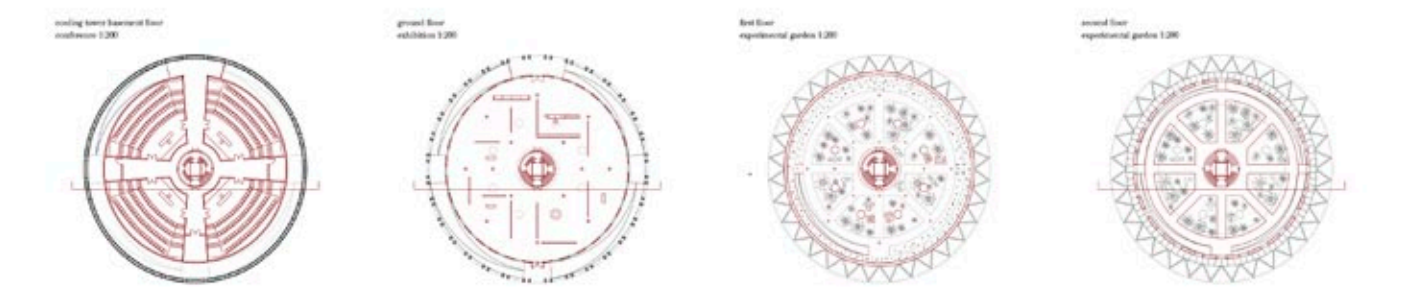 cooling tower basement floor
conference 1:200
ground floor
exhibition 1:200
first floor
experimental garden 1:200
second floor
experimental garden 1:200